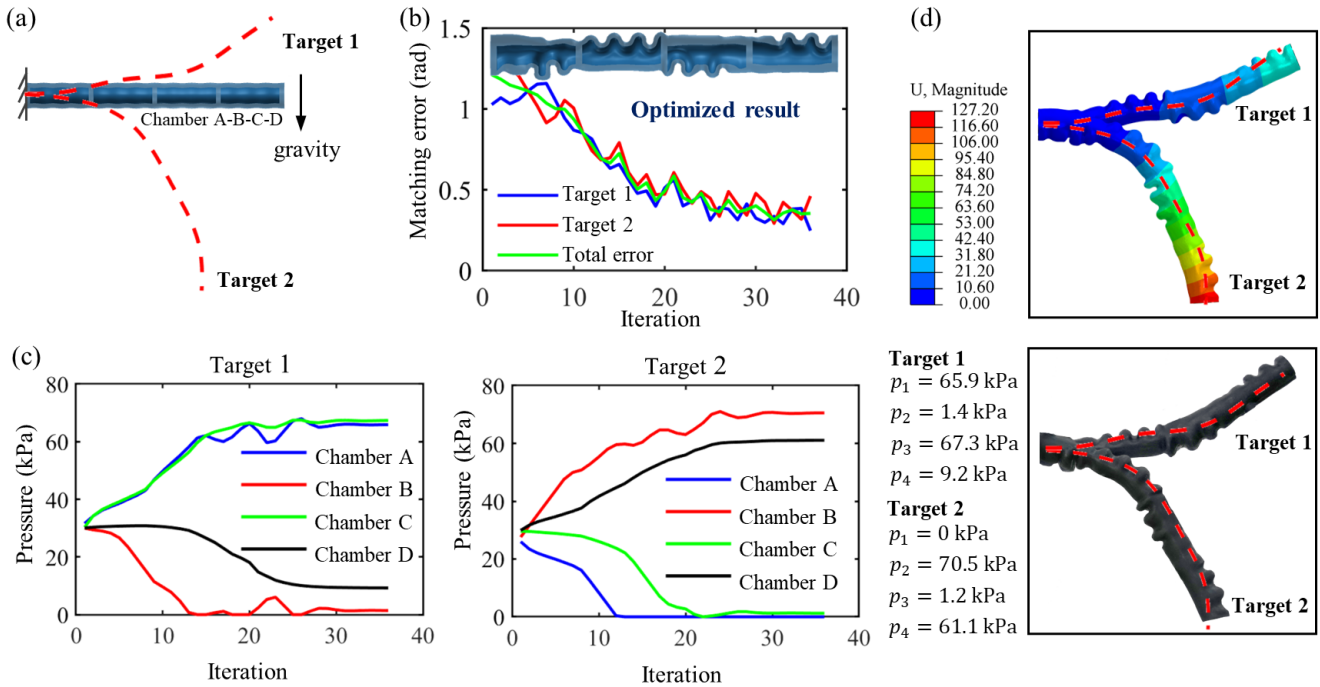 (a)
Target 1
Chamber A-B-C-D
gravity
Target 2
(b)
Matching error (rad)
1.5
1
0.5
0
Optimized result
Target 1
Target 2
Total error
0
10
20
30
40
Iteration
(c)
Target 1
Pressure (kPa)
80
60
40
20
0
Chamber A
Chamber B
Chamber C
Chamber D
0
10
20
30
40
Iteration
Target 2
Pressure (kPa)
80
60
40
20
0
Chamber A
Chamber B
Chamber C
Chamber D
0
10
20
30
40
Iteration
(d)
U, Magnitude
127.20
116.60
95.40
74.20
63.60
53.00
42.40
31.80
21.20
10.60
0.00
Target 1
Target 2
Target 1
p₁ = 65.9 kPa
p₂ = 1.4 kPa
p₃ = 67.3 kPa
p₄ = 9.2 kPa
Target 2
p₁ = 0 kPa
p₂ = 70.5 kPa
p₃ = 1.2 kPa
p₄ = 61.1 kPa
Target 1
Target 2